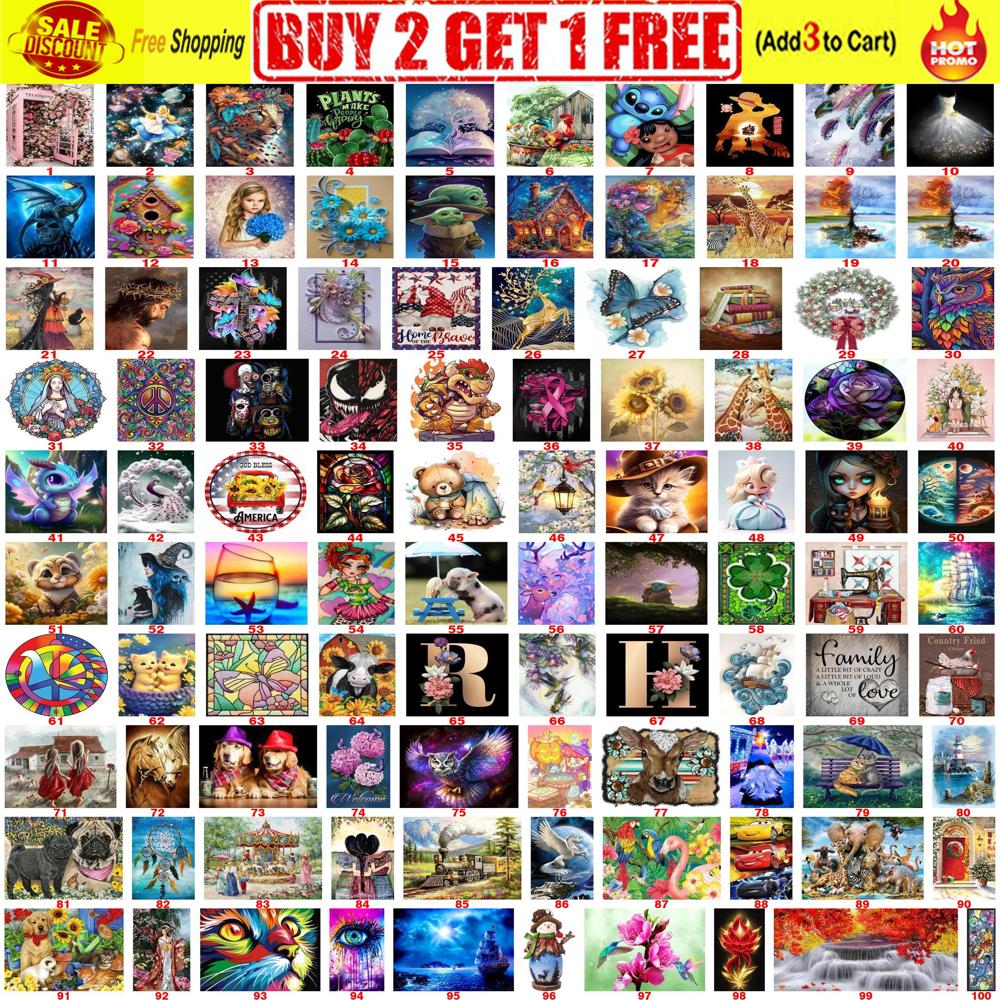 SALE
DISCOUNT
Free Shopping
BUY 2 GET 1 FREE
(Add 3 to Cart)
HOT
PROMO
TELEPHONE
PLANTS
MAKE
people
happy
1 2 3 4 5 6 7 8 9 10
11 12 13 14 15 16 17 18 19 20
Home
OF THE
Brave
21 22 23 24 25 26 27 28 29 30
31 32 33 34 35 36 37 38 39 40
GOD BLESS
AMERICA
41 42 43 44 45 46 47 48 49 50
51 52 53 54 55 56 57 58 59 60
R
H
Family
A LITTLE BIT OF CRAZY
A LITTLE BIT OF LOUD
& A WHOLE
LOT
OF
love
Country Fried
Chicken
61 62 63 64 65 66 67 68 69 70
Welcome
71 72 73 74 75 76 77 78 79 80
81 82 83 84 85 86 87 88 89 90
91 92 93 94 95 96 97 98 99 100